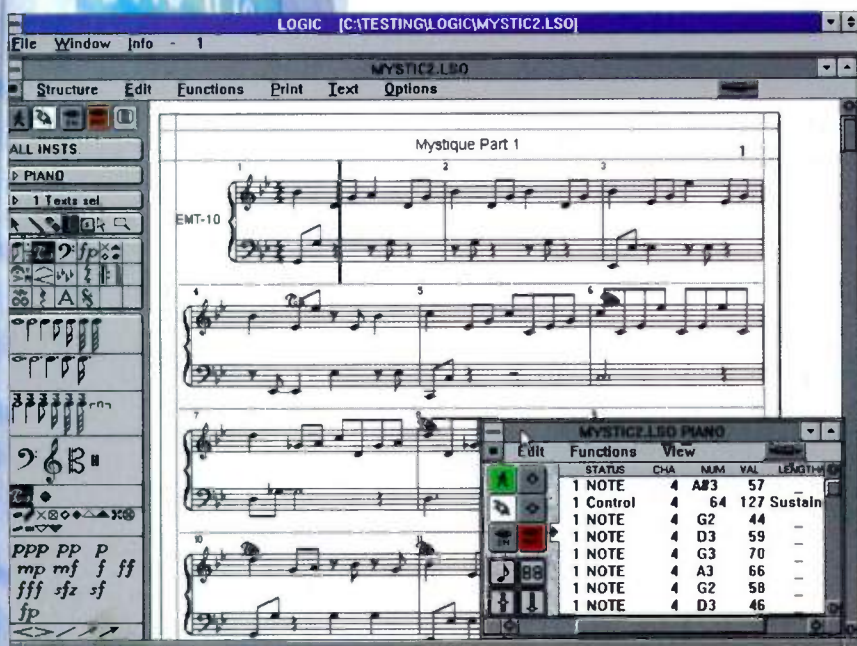 LOGIC [C:\TESTING\LOGIC\MYSTIC2.LSO]
File Window Info - 1
MYSTIC2.LSO
Structure Edit Functions Print Text Options
ALL INSTS.
PIANO
1 Texts sel
Mystique Part 1
1
1 2 3
EMT-10
4 5 6
7
10 11
fp
A
ppp pp p
mp mf f ff
fff sfz sf
fp
MYSTIC2.LSO PIANO
Edit Functions View
STATUS CHA NUM VAL LENGTH
1 NOTE 4 A#3 57 _
1 Control 4 64 127 Sustain
1 NOTE 4 G2 44 _
1 NOTE 4 D3 59 _
1 NOTE 4 G3 70 _
1 NOTE 4 A3 66 _
1 NOTE 4 G2 58 _
1 NOTE 4 D3 46 _